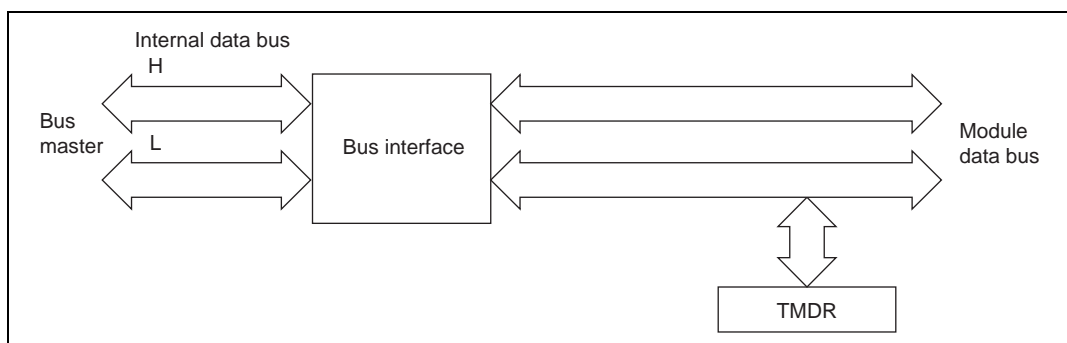 Internal data bus
H
Bus
master
L
Bus interface
Module
data bus
TMDR